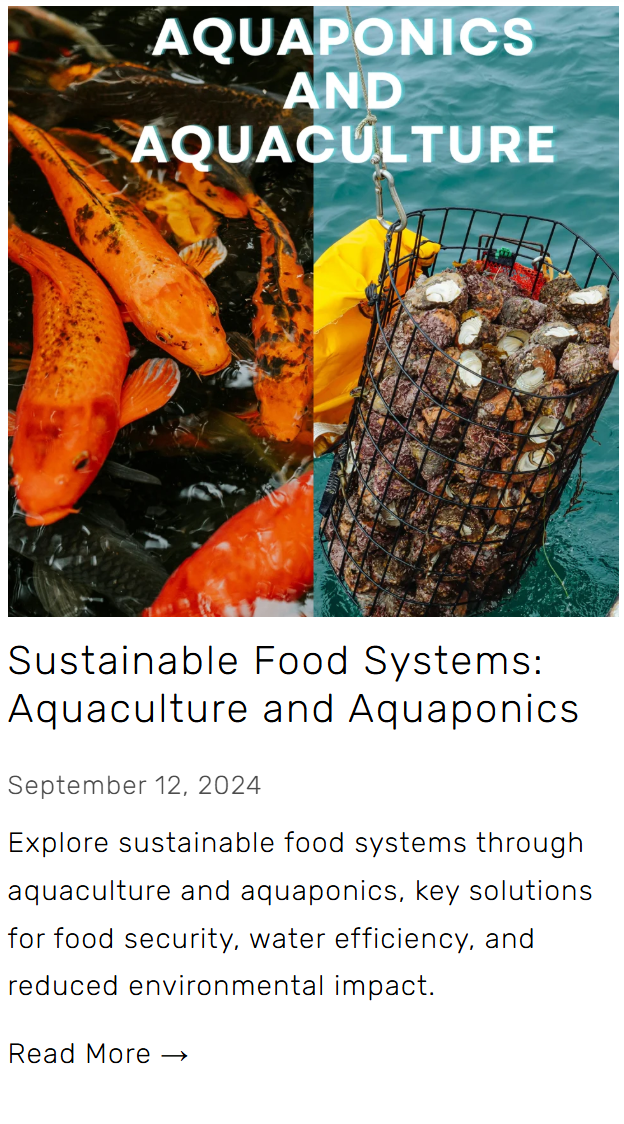 AQUAPONICS
AND
AQUACULTURE
Sustainable Food Systems:
Aquaculture and Aquaponics
September 12, 2024
Explore sustainable food systems through
aquaculture and aquaponics, key solutions
for food security, water efficiency, and
reduced environmental impact.
Read More →